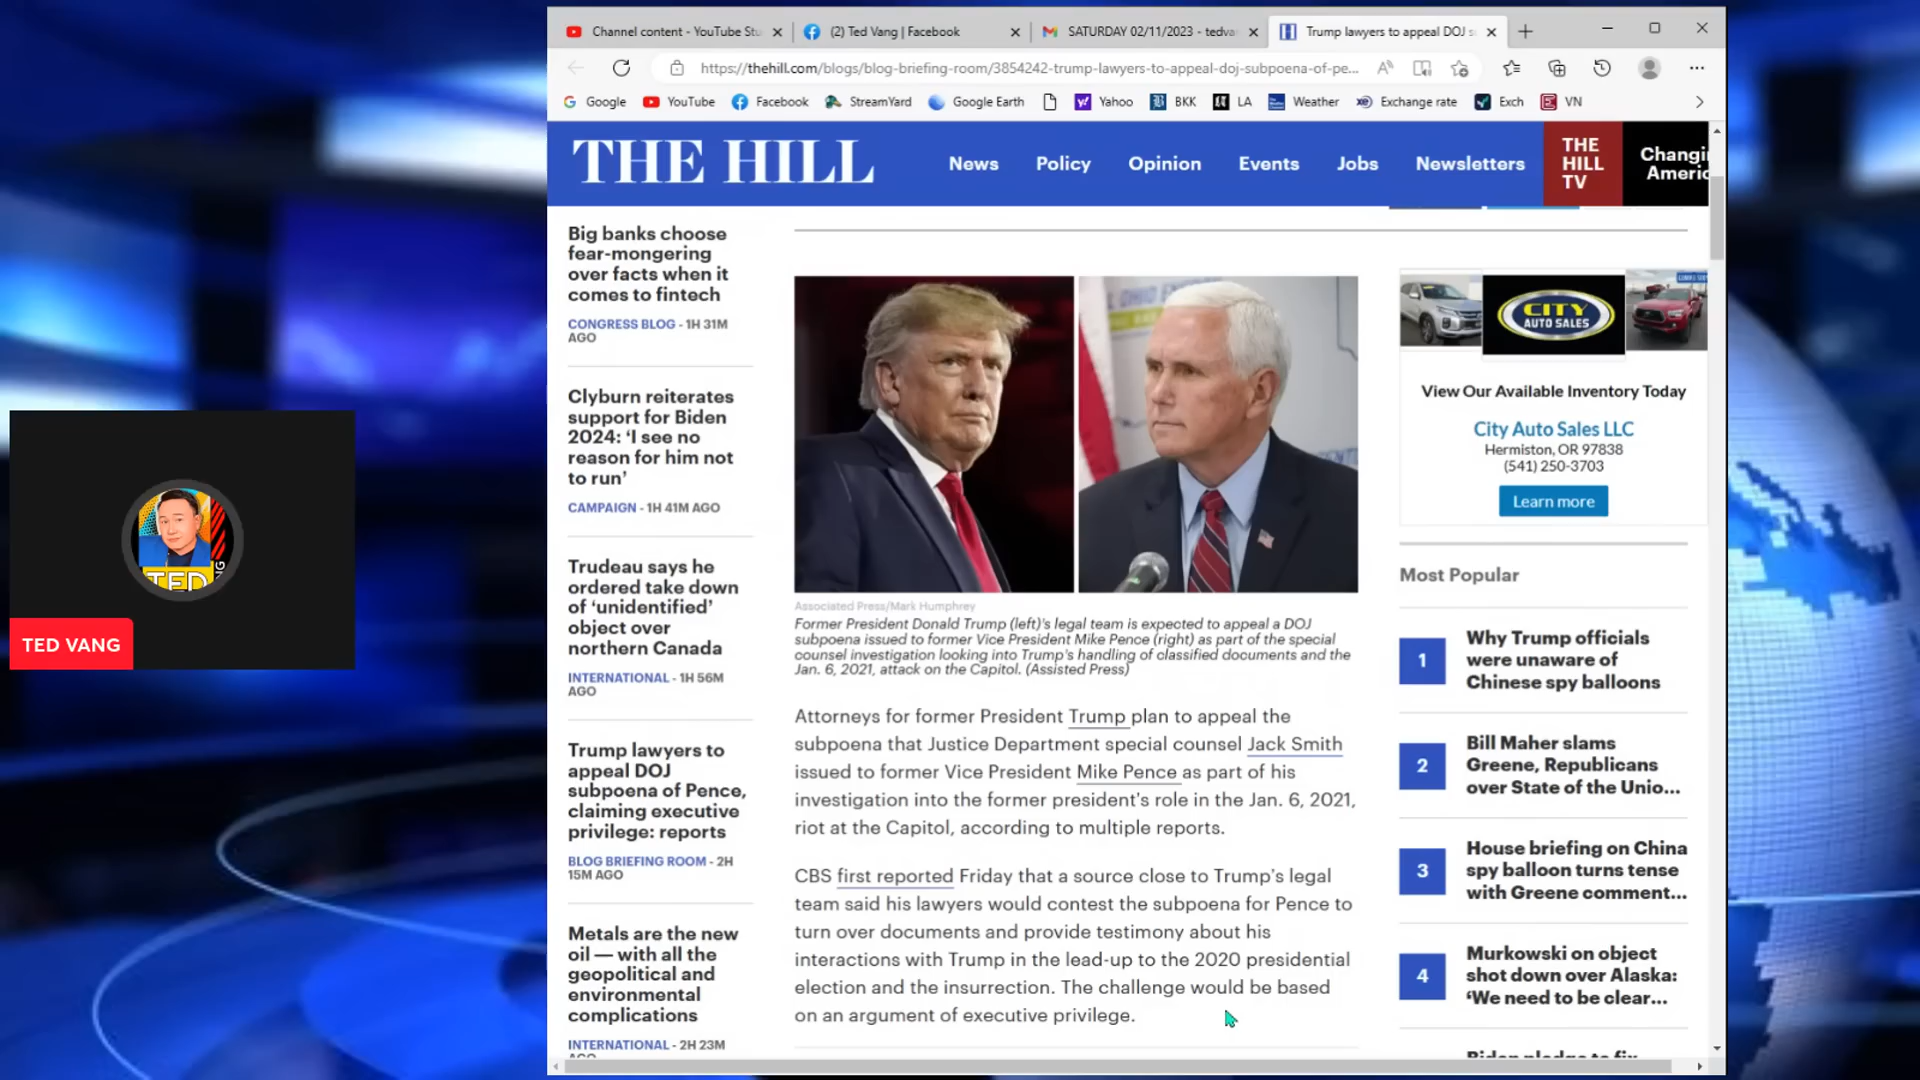 Channel content - YouTube Stu
(2) Ted Vang | Facebook
SATURDAY 02/11/2023 - tedva
Trump lawyers to appeal DOJ s
https://thehill.com/blogs/blog-briefing-room/3854242-trump-lawyers-to-appeal-doj-subpoena-of-pe...
Google YouTube Facebook StreamYard Google Earth Yahoo BKK LA Weather Exchange rate Exch VN
THE HILL
News Policy Opinion Events Jobs Newsletters
THE
HILL
TV
Changi
Americ
Big banks choose
fear-mongering
over facts when it
comes to fintech
CONGRESS BLOG - 1H 31M
AGO
Clyburn reiterates
support for Biden
2024: ‘I see no
reason for him not
to run’
CAMPAIGN - 1H 41M AGO
Trudeau says he
ordered take down
of ‘unidentified’
object over
northern Canada
INTERNATIONAL - 1H 56M
AGO
Trump lawyers to
appeal DOJ
subpoena of Pence,
claiming executive
privilege: reports
BLOG BRIEFING ROOM - 2H
15M AGO
Metals are the new
oil — with all the
geopolitical and
environmental
complications
INTERNATIONAL - 2H 23M
AGO
Associated Press/Mark Humphrey
Former President Donald Trump (left)'s legal team is expected to appeal a DOJ
subpoena issued to former Vice President Mike Pence (right) as part of the special
counsel investigation looking into Trump's handling of classified documents and the
Jan. 6, 2021, attack on the Capitol. (Assisted Press)
Attorneys for former President Trump plan to appeal the
subpoena that Justice Department special counsel Jack Smith
issued to former Vice President Mike Pence as part of his
investigation into the former president's role in the Jan. 6, 2021,
riot at the Capitol, according to multiple reports.
CBS first reported Friday that a source close to Trump's legal
team said his lawyers would contest the subpoena for Pence to
turn over documents and provide testimony about his
interactions with Trump in the lead-up to the 2020 presidential
election and the insurrection. The challenge would be based
on an argument of executive privilege.
CITY
AUTO SALES
View Our Available Inventory Today
City Auto Sales LLC
Hermiston, OR 97838
(541) 250-3703
Learn more
Most Popular
1
Why Trump officials
were unaware of
Chinese spy balloons
2
Bill Maher slams
Greene, Republicans
over State of the Unio...
3
House briefing on China
spy balloon turns tense
with Greene comment...
4
Murkowski on object
shot down over Alaska:
‘We need to be clear...
Biden pledge to fix
TED
NG
TED VANG